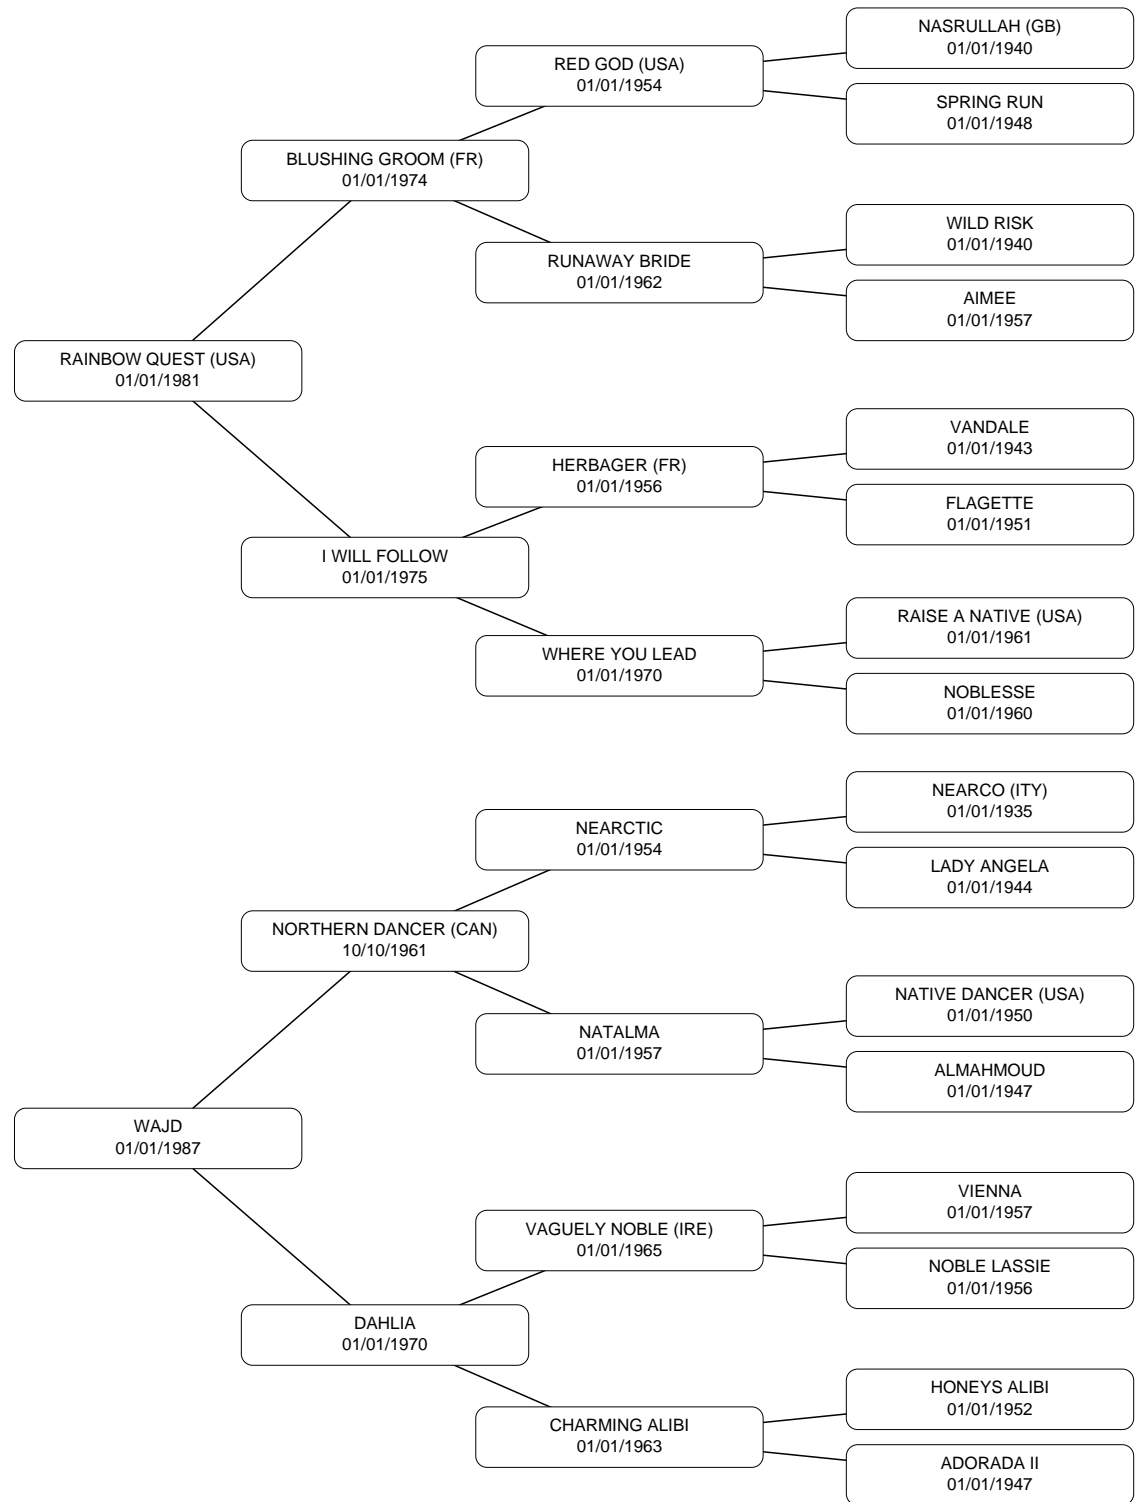 NASRULLAH (GB)
01/01/1940
RED GOD (USA)
01/01/1954
SPRING RUN
01/01/1948
BLUSHING GROOM (FR)
01/01/1974
WILD RISK
01/01/1940
RUNAWAY BRIDE
01/01/1962
AIMEE
01/01/1957
RAINBOW QUEST (USA)
01/01/1981
VANDALE
01/01/1943
HERBAGER (FR)
01/01/1956
FLAGETTE
01/01/1951
I WILL FOLLOW
01/01/1975
RAISE A NATIVE (USA)
01/01/1961
WHERE YOU LEAD
01/01/1970
NOBLESSE
01/01/1960
NEARCO (ITY)
01/01/1935
NEARCTIC
01/01/1954
LADY ANGELA
01/01/1944
NORTHERN DANCER (CAN)
10/10/1961
NATIVE DANCER (USA)
01/01/1950
NATALMA
01/01/1957
ALMAHMOUD
01/01/1947
WAJD
01/01/1987
VIENNA
01/01/1957
VAGUELY NOBLE (IRE)
01/01/1965
NOBLE LASSIE
01/01/1956
DAHLIA
01/01/1970
HONEYS ALIBI
01/01/1952
CHARMING ALIBI
01/01/1963
ADORADA II
01/01/1947